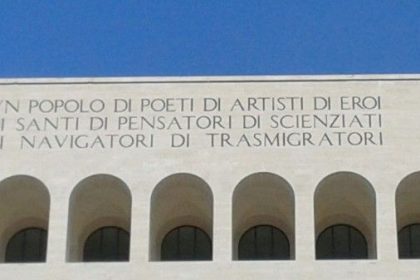 VN POPOLO DI POETI DI ARTISTI DI EROI
I SANTI DI PENSATORI DI SCIENZIATI
I NAVIGATORI DI TRASMIGRATORI